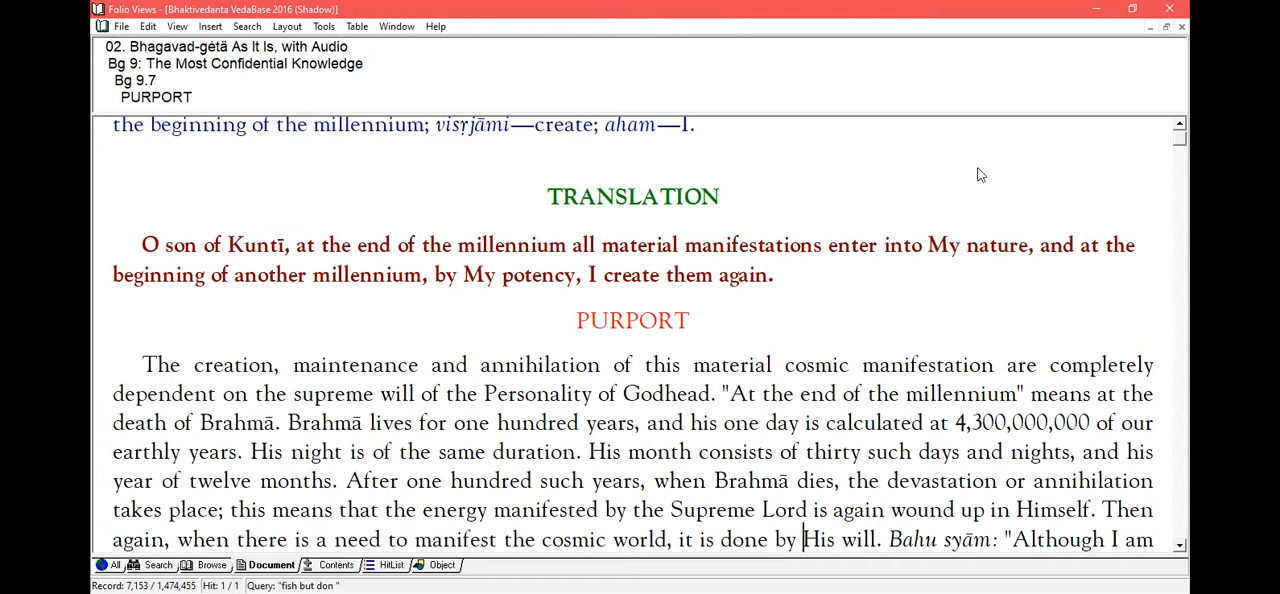 Folio Views - [Bhaktivedanta VedaBase 2016 (Shadow)]
File Edit View Insert Search Layout Tools Table Window Help
02. Bhagavad-gétä As It Is, with Audio
Bg 9: The Most Confidential Knowledge
Bg 9.7
PURPORT
the beginning of the millennium; visṛjāmi—create; aham—I.
TRANSLATION
O son of Kuntī, at the end of the millennium all material manifestations enter into My nature, and at the
beginning of another millennium, by My potency, I create them again.
PURPORT
The creation, maintenance and annihilation of this material cosmic manifestation are completely
dependent on the supreme will of the Personality of Godhead. "At the end of the millennium" means at the
death of Brahmā. Brahmā lives for one hundred years, and his one day is calculated at 4,300,000,000 of our
earthly years. His night is of the same duration. His month consists of thirty such days and nights, and his
year of twelve months. After one hundred such years, when Brahmā dies, the devastation or annihilation
takes place; this means that the energy manifested by the Supreme Lord is again wound up in Himself. Then
again, when there is a need to manifest the cosmic world, it is done by His will. Bahu syām: "Although I am
All Search Browse Document Contents HitList Object
Record: 7,153 / 1,474,455 Hit: 1 / 1 Query: "fish but don "